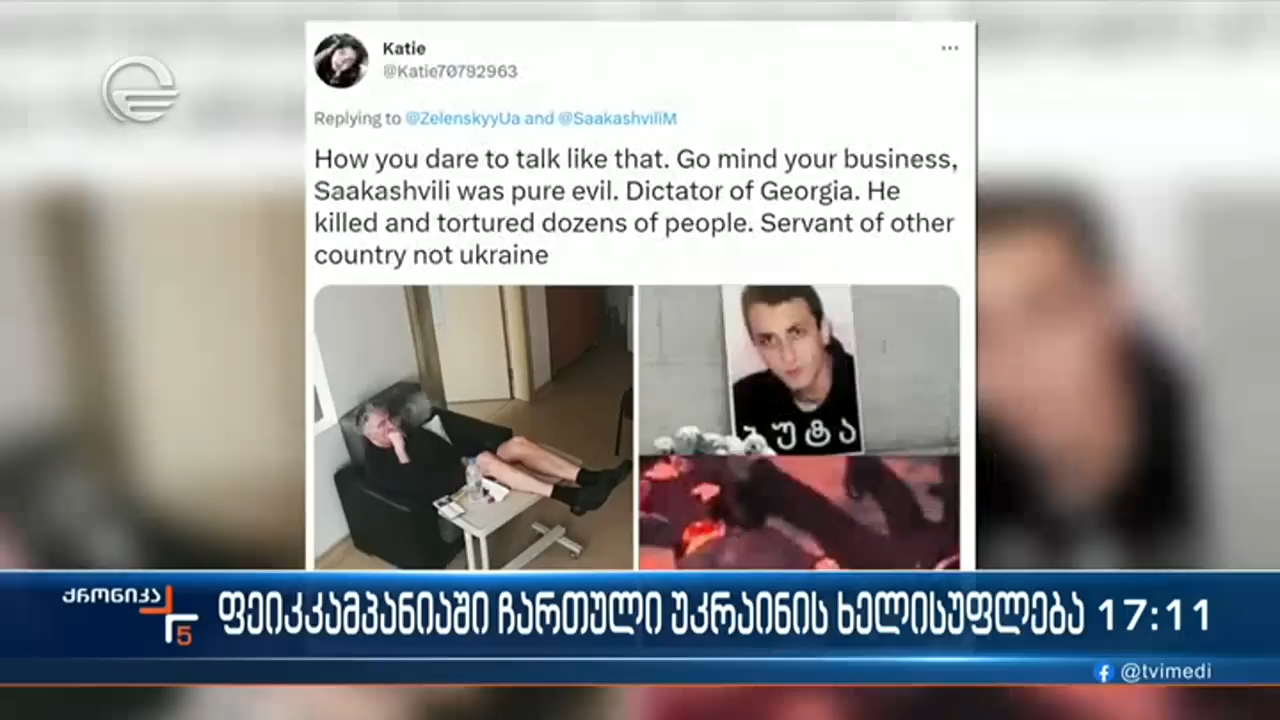 Katie
@Katie70792963
Replying to @ZelenskyyUa and @SaakashviliM
How you dare to talk like that. Go mind your business,
Saakashvili was pure evil. Dictator of Georgia. He
killed and tortured dozens of people. Servant of other
country not ukraine
ბუტა
ქრონიკა
5
ფეიკკამპანიაში ჩართული უკრაინის ხელისუფლება 17:11
@tvimedi